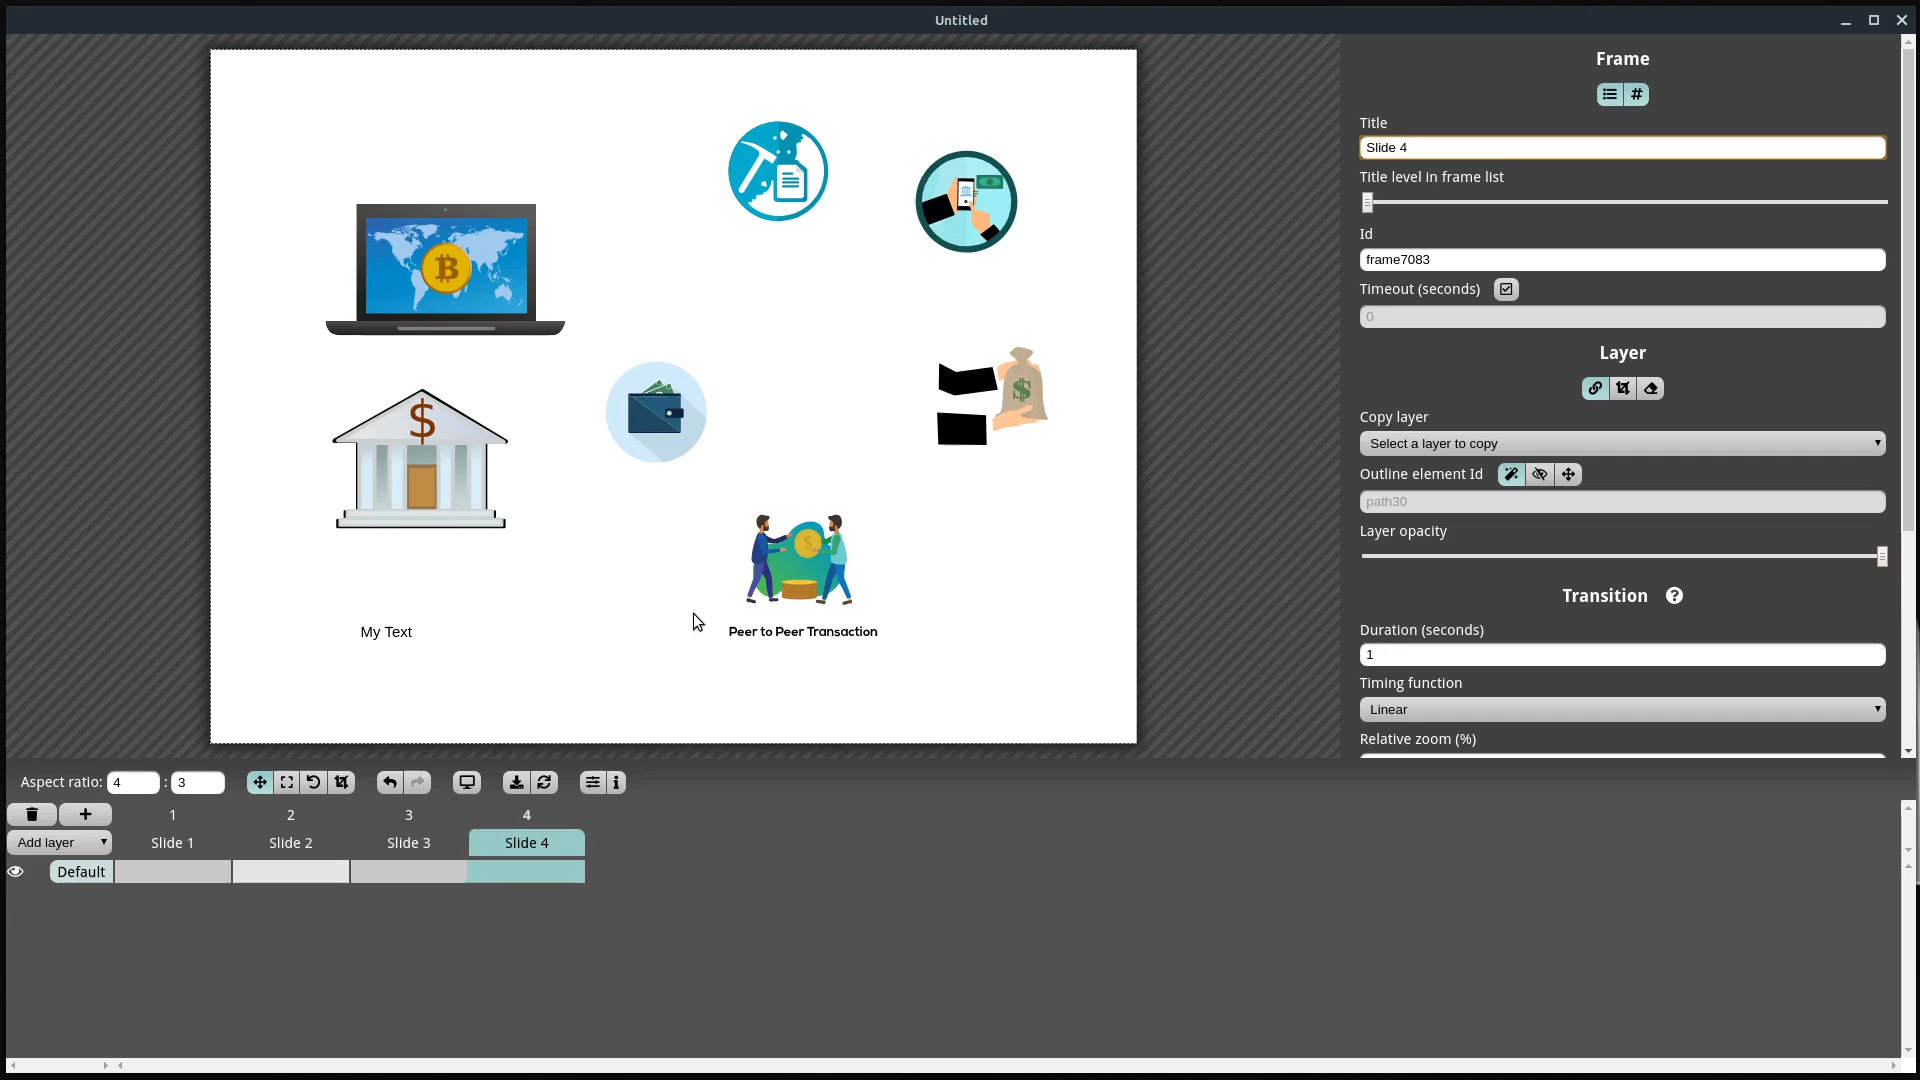 Untitled
Frame
Title
Slide 4
Title level in frame list
Id
frame7083
Timeout (seconds)
0
Layer
Copy layer
Select a layer to copy
Outline element Id
path30
Layer opacity
Transition ?
Duration (seconds)
1
Timing function
Linear
Relative zoom (%)
B
$
$
$
My Text
Peer to Peer Transaction
Aspect ratio: 4 : 3
1 2 3 4
Add layer Slide 1 Slide 2 Slide 3 Slide 4
Default